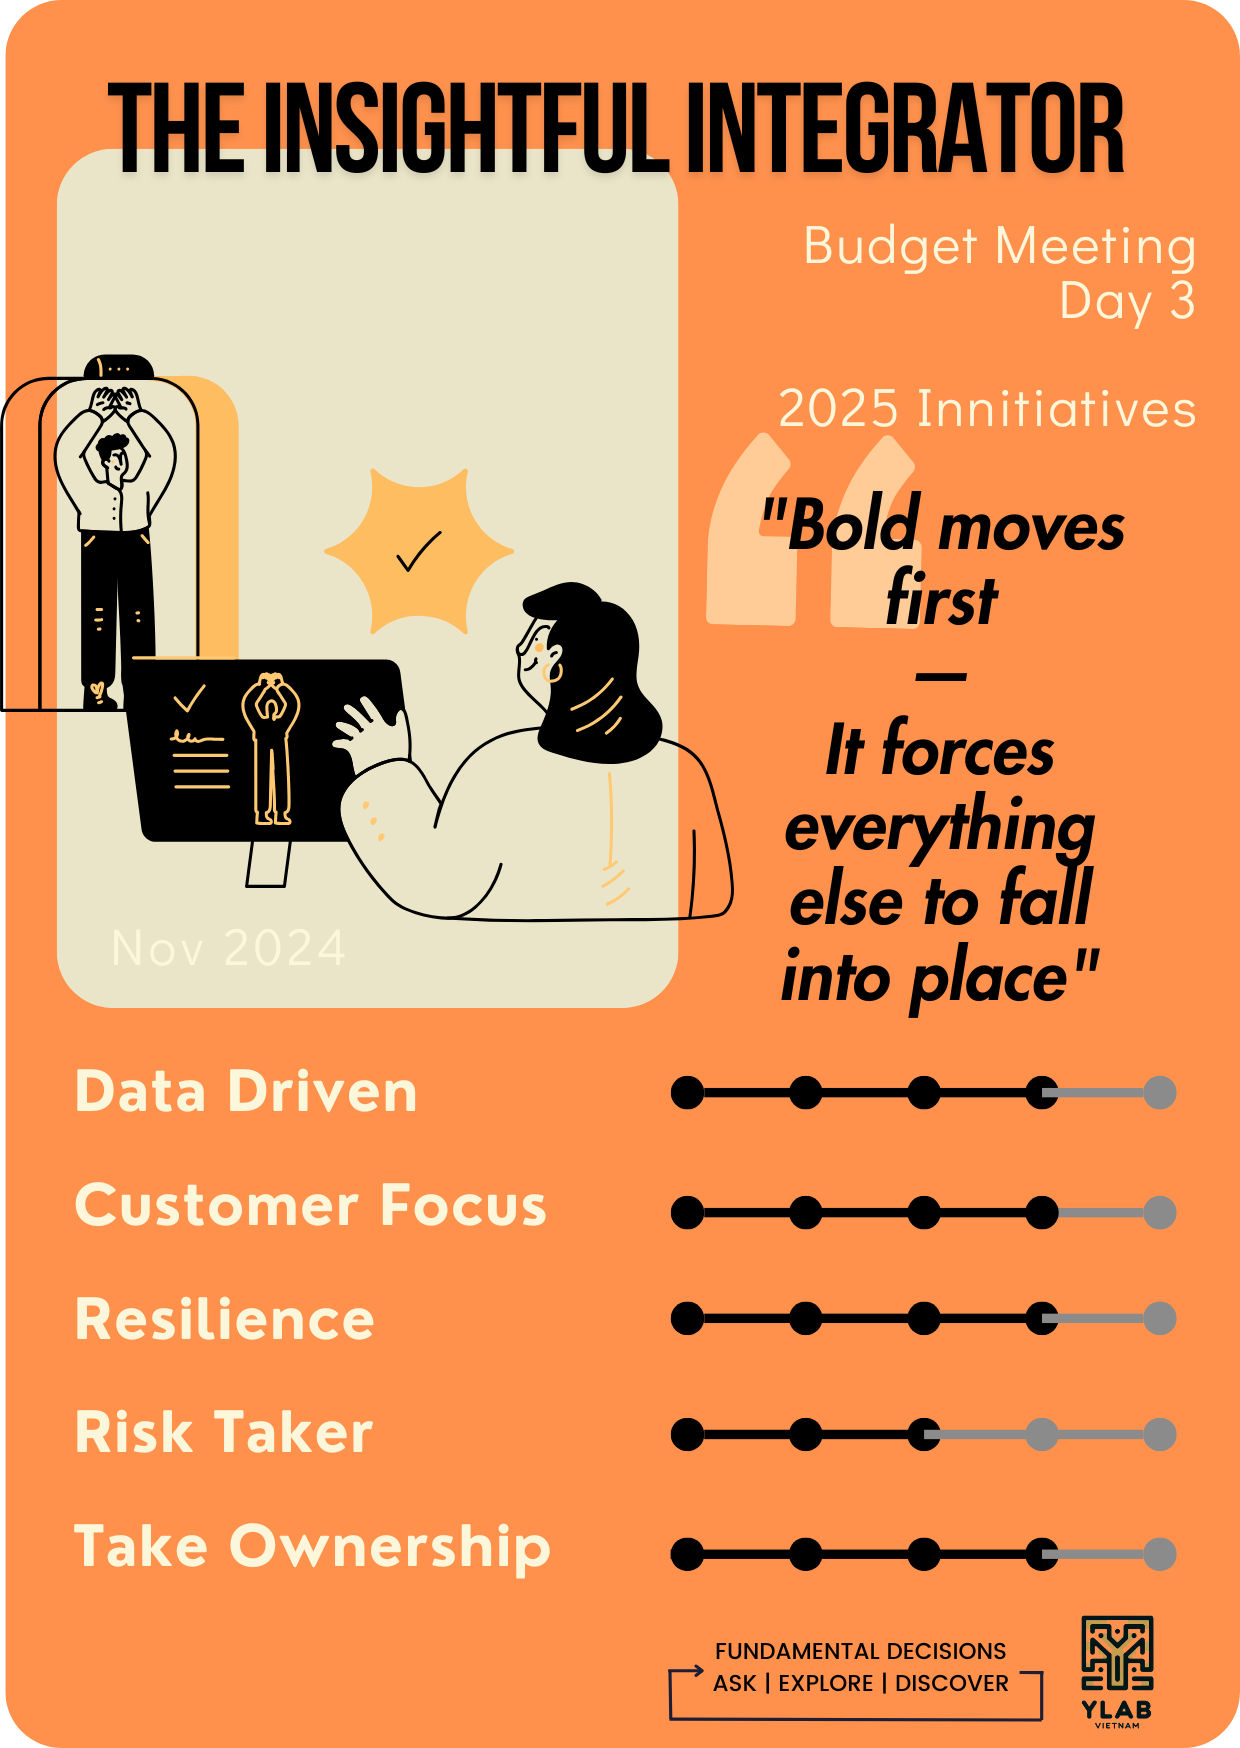 THE INSIGHTFUL INTEGRATOR
Budget Meeting
Day 3
2025 Innitiatives
"Bold moves
first
—
It forces
everything
else to fall
into place"
Nov 2024
Data Driven
Customer Focus
Resilience
Risk Taker
Take Ownership
FUNDAMENTAL DECISIONS
ASK | EXPLORE | DISCOVER
YLAB
VIETNAM